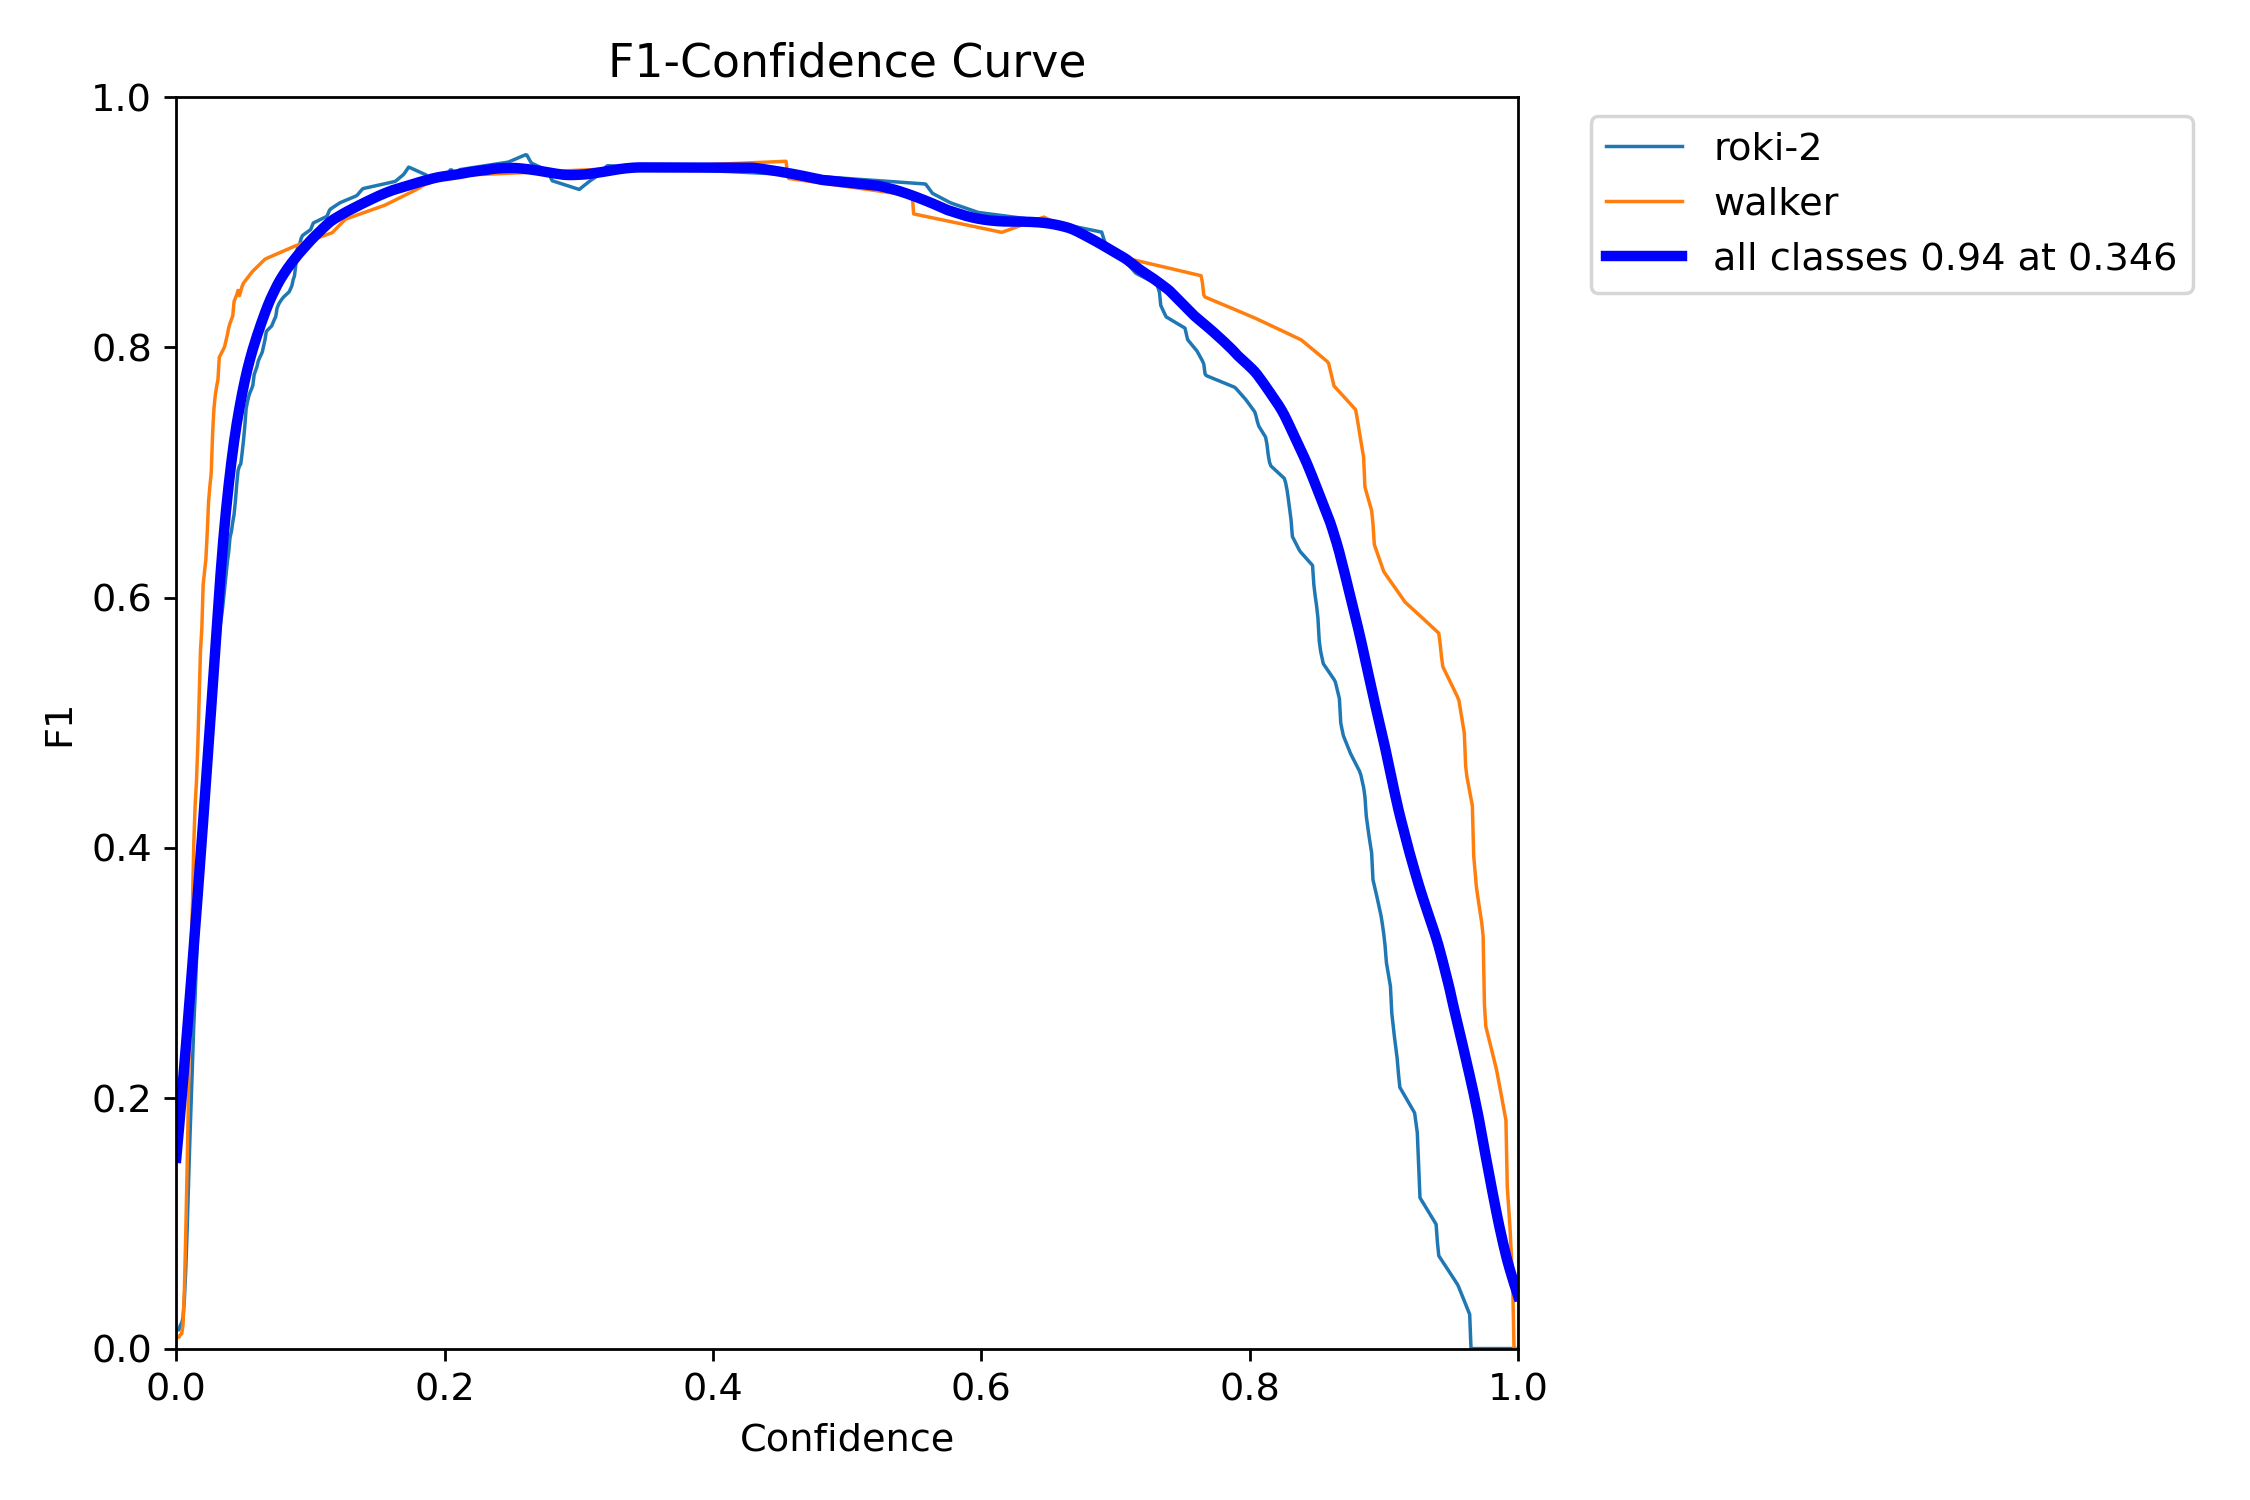 F1-Confidence Curve
1.0
0.8
0.6
0.4
0.2
0.0
F1
0.0 0.2 0.4 0.6 0.8 1.0
Confidence
roki-2
walker
all classes 0.94 at 0.346